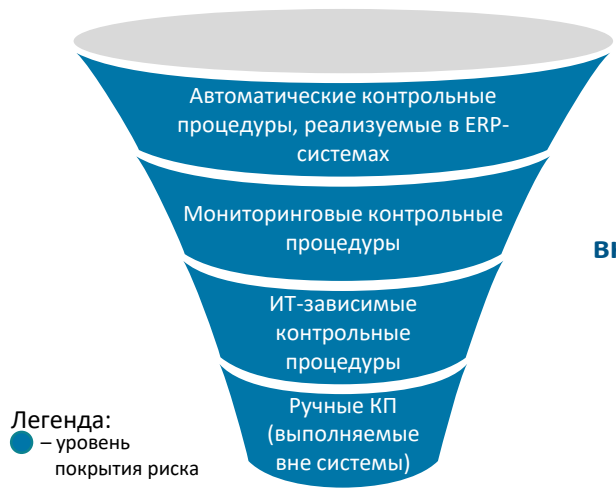 Автоматические контрольные
процедуры, реализуемые в ERP-
системах
Мониторинговые контрольные
процедуры
ИТ-зависимые
контрольные
процедуры
Ручные КП
(выполняемые
вне системы)
Легенда:
– уровень
покрытия риска